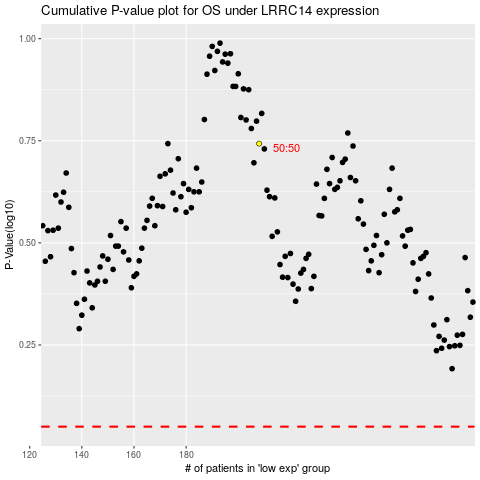 Cumulative P-value plot for OS under LRRC14 expression
P-Value(log10)
1.00
0.75
0.50
0.25
50:50
120 140 160 180
# of patients in 'low exp' group